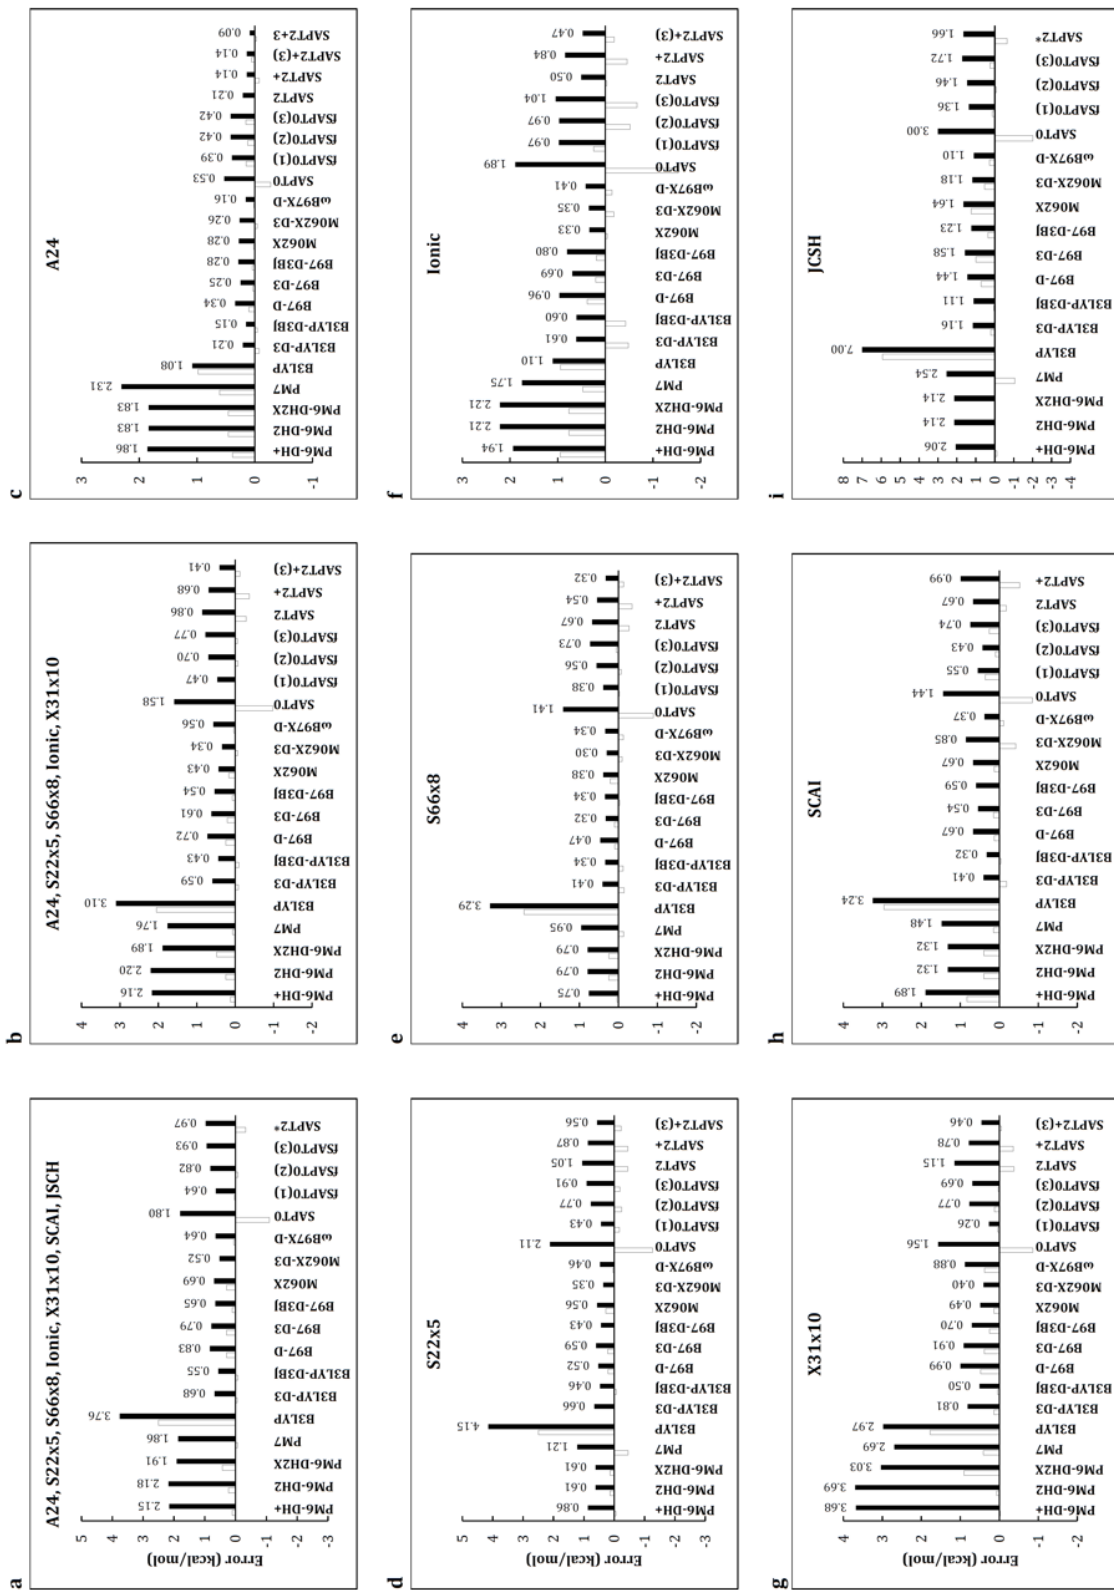 a
A24, S22x5, S66x8, Ionic, X31x10, SCAI, JSCH
Error (kcal/mol)
5
4
3
2
1
0
-1
-2
-3
2.15
2.18
1.91
1.86
3.76
0.68
0.55
0.83
0.79
0.65
0.69
0.52
0.64
1.80
0.64
0.82
0.93
0.97
PM6-DH+
PM6-DH2
PM6-DH2X
PM7
B3LYP
B3LYP-D3
B3LYP-D3BJ
B97-D
B97-D3
B97-D3BJ
M062X
M062X-D3
ωB97X-D
SAPT0
fSAPT0(1)
fSAPT0(2)
fSAPT0(3)
SAPT2*
b
A24, S22x5, S66x8, Ionic, X31x10
4
3
2
1
0
-1
-2
2.16
2.20
1.89
1.76
3.10
0.59
0.43
0.72
0.61
0.54
0.43
0.34
0.56
1.58
0.47
0.70
0.77
0.86
0.68
0.41
PM6-DH+
PM6-DH2
PM6-DH2X
PM7
B3LYP
B3LYP-D3
B3LYP-D3BJ
B97-D
B97-D3
B97-D3BJ
M062X
M062X-D3
ωB97X-D
SAPT0
fSAPT0(1)
fSAPT0(2)
fSAPT0(3)
SAPT2
SAPT2+
SAPT2+(3)
c
A24
3
2
1
0
-1
1.86
1.83
1.83
2.31
1.08
0.21
0.15
0.34
0.25
0.28
0.28
0.26
0.16
0.53
0.39
0.42
0.42
0.21
0.14
0.14
0.09
PM6-DH+
PM6-DH2
PM6-DH2X
PM7
B3LYP
B3LYP-D3
B3LYP-D3BJ
B97-D
B97-D3
B97-D3BJ
M062X
M062X-D3
ωB97X-D
SAPT0
fSAPT0(1)
fSAPT0(2)
fSAPT0(3)
SAPT2
SAPT2+
SAPT2+(3)
SAPT2+3
d
S22x5
Error (kcal/mol)
5
4
3
2
1
0
-1
-2
0.86
0.61
0.61
1.21
4.15
0.66
0.46
0.52
0.59
0.43
0.56
0.35
0.46
2.11
0.43
0.77
0.91
1.05
0.87
0.56
PM6-DH+
PM6-DH2
PM6-DH2X
PM7
B3LYP
B3LYP-D3
B3LYP-D3BJ
B97-D
B97-D3
B97-D3BJ
M062X
M062X-D3
ωB97X-D
SAPT0
fSAPT0(1)
fSAPT0(2)
fSAPT0(3)
SAPT2
SAPT2+
SAPT2+(3)
e
S66x8
4
3
2
1
0
-1
-2
0.75
0.79
0.79
0.95
3.29
0.41
0.34
0.47
0.32
0.34
0.38
0.30
0.34
1.41
0.38
0.56
0.73
0.67
0.54
0.32
PM6-DH+
PM6-DH2
PM6-DH2X
PM7
B3LYP
B3LYP-D3
B3LYP-D3BJ
B97-D
B97-D3
B97-D3BJ
M062X
M062X-D3
ωB97X-D
SAPT0
fSAPT0(1)
fSAPT0(2)
fSAPT0(3)
SAPT2
SAPT2+
SAPT2+(3)
f
Ionic
3
2
1
0
-1
-2
1.94
2.21
2.21
1.75
1.10
0.61
0.60
0.96
0.69
0.80
0.33
0.35
0.41
1.89
0.97
0.97
1.04
0.50
0.84
0.47
PM6-DH+
PM6-DH2
PM6-DH2X
PM7
B3LYP
B3LYP-D3
B3LYP-D3BJ
B97-D
B97-D3
B97-D3BJ
M062X
M062X-D3
ωB97X-D
SAPT0
fSAPT0(1)
fSAPT0(2)
fSAPT0(3)
SAPT2
SAPT2+
SAPT2+(3)
g
X31x10
Error (kcal/mol)
4
3
2
1
0
-1
-2
3.68
3.69
3.03
2.69
2.97
0.81
0.50
0.99
0.91
0.70
0.49
0.40
0.88
1.56
0.26
0.77
0.69
1.15
0.78
0.46
PM6-DH+
PM6-DH2
PM6-DH2X
PM7
B3LYP
B3LYP-D3
B3LYP-D3BJ
B97-D
B97-D3
B97-D3BJ
M062X
M062X-D3
ωB97X-D
SAPT0
fSAPT0(1)
fSAPT0(2)
fSAPT0(3)
SAPT2
SAPT2+
SAPT2+(3)
h
SCAI
4
3
2
1
0
-1
-2
1.89
1.32
1.32
1.48
3.24
0.41
0.32
0.67
0.54
0.59
0.67
0.85
0.37
1.44
0.55
0.43
0.74
0.67
0.99
PM6-DH+
PM6-DH2
PM6-DH2X
PM7
B3LYP
B3LYP-D3
B3LYP-D3BJ
B97-D
B97-D3
B97-D3BJ
M062X
M062X-D3
ωB97X-D
SAPT0
fSAPT0(1)
fSAPT0(2)
fSAPT0(3)
SAPT2
SAPT2+
i
JCSH
8
7
6
5
4
3
2
1
0
-1
-2
-3
-4
2.06
2.14
2.14
2.54
7.00
1.16
1.11
1.44
1.58
1.23
1.64
1.18
1.10
3.00
1.36
1.46
1.72
1.66
PM6-DH+
PM6-DH2
PM6-DH2X
PM7
B3LYP
B3LYP-D3
B3LYP-D3BJ
B97-D
B97-D3
B97-D3BJ
M062X
M062X-D3
ωB97X-D
SAPT0
fSAPT0(1)
fSAPT0(2)
fSAPT0(3)
SAPT2*